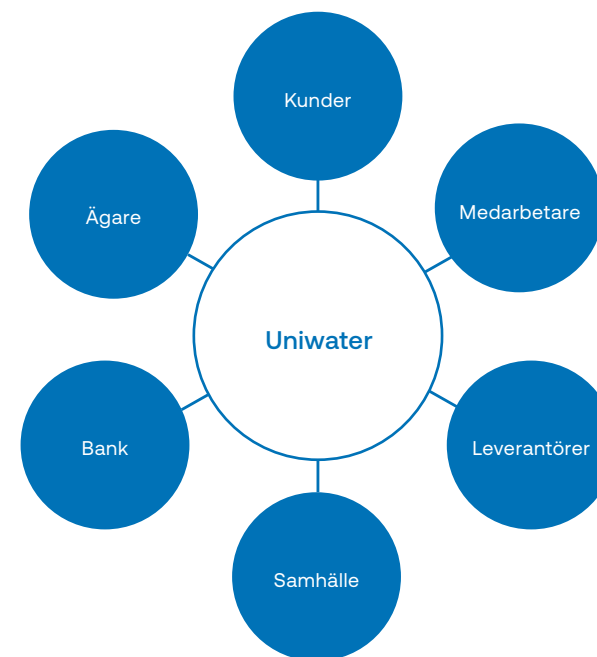 Kunder
Ägare
Medarbetare
Uniwater
Bank
Leverantörer
Samhälle